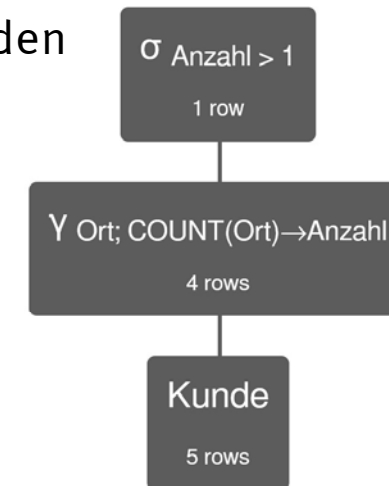 den
σ Anzahl > 1
1 row
γ Ort; COUNT(Ort)→Anzahl
4 rows
Kunde
5 rows